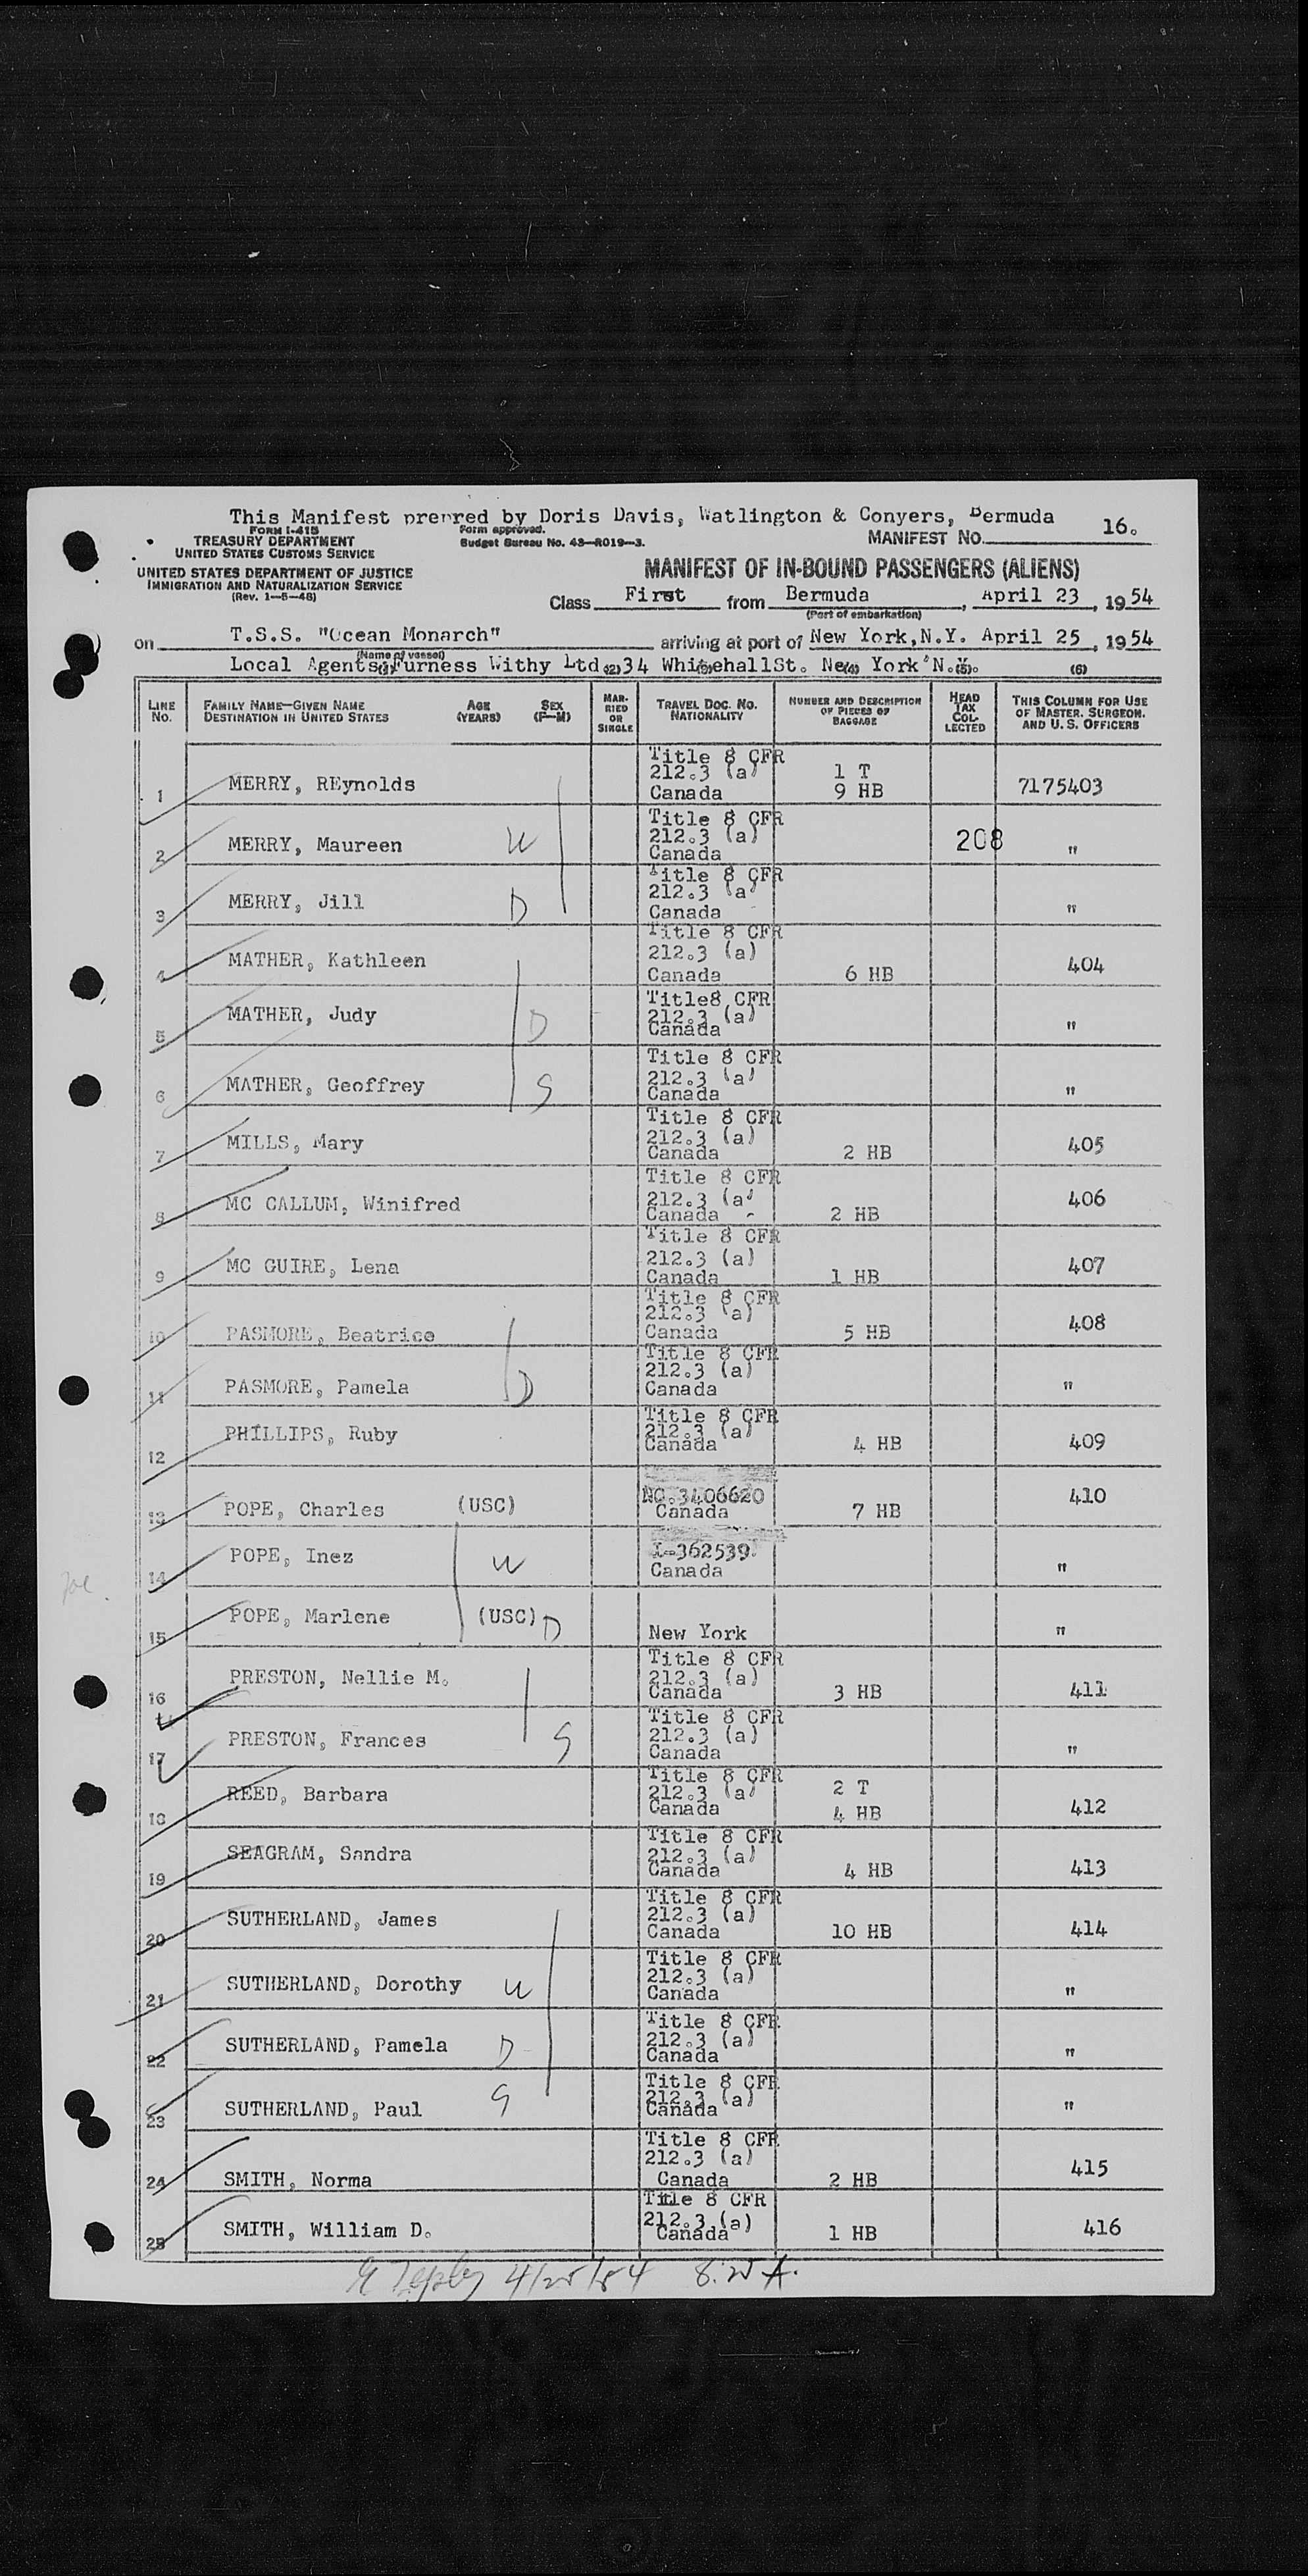 This Manifest preprred by Doris Davis, Watlington & Conyers, Bermuda
FORM I-415
TREASURY DEPARTMENT
UNITED STATES CUSTOMS SERVICE
Form approved.
Budget Bureau No. 43-R019-3.
MANIFEST NO. 16.
UNITED STATES DEPARTMENT OF JUSTICE
IMMIGRATION AND NATURALIZATION SERVICE
(Rev. 1-5-48)
MANIFEST OF IN-BOUND PASSENGERS (ALIENS)
Class First from Bermuda, April 23, 1954
(Port of embarkation)
on T.S.S. "Ocean Monarch" arriving at port of New York, N.Y. April 25, 1954
(Name of vessel)
Local Agents: Furness Withy Ltd. 34 WhitehallSt. New York N.Y.
(2) (3) (4) (5) (6)
LINE NO. FAMILY NAME—GIVEN NAME DESTINATION IN UNITED STATES AGE (YEARS) SEX (F—M) MARRIED OR SINGLE TRAVEL DOC. NO. NATIONALITY NUMBER AND DESCRIPTION OF PIECES OF BAGGAGE HEAD TAX COLLECTED THIS COLUMN FOR USE OF MASTER, SURGEON, AND U. S. OFFICERS
1 MERRY, REynolds Title 8 CFR 212.3 (a) Canada 1 T 9 HB 7175403
2 MERRY, Maureen W Title 8 CFR 212.3 (a) Canada 208 "
3 MERRY, Jill D Title 8 CFR 212.3 (a) Canada "
4 MATHER, Kathleen Title 8 CFR 212.3 (a) Canada 6 HB 404
5 MATHER, Judy D Title8 CFR 212.3 (a) Canada "
6 MATHER, Geoffrey S Title 8 CFR 212.3 (a) Canada "
7 MILLS, Mary Title 8 CFR 212.3 (a) Canada 2 HB 405
8 MC CALLUM, Winifred Title 8 CFR 212.3 (a) Canada 2 HB 406
9 MC GUIRE, Lena Title 8 CFR 212.3 (a) Canada 1 HB 407
10 PASMORE, Beatrice Title 8 CFR 212.3 (a) Canada 5 HB 408
11 PASMORE, Pamela D Title 8 CFR 212.3 (a) Canada "
12 PHILLIPS, Ruby Title 8 CFR 212.3 (a) Canada 4 HB 409
13 POPE, Charles (USC) NC.3406620 Canada 7 HB 410
14 POPE, Inez W I-362539 Canada "
15 POPE, Marlene (USC) D New York "
16 PRESTON, Nellie M. Title 8 CFR 212.3 (a) Canada 3 HB 411
17 PRESTON, Frances S Title 8 CFR 212.3 (a) Canada "
18 REED, Barbara Title 8 CFR 212.3 (a) Canada 2 T 4 HB 412
19 SEAGRAM, Sandra Title 8 CFR 212.3 (a) Canada 4 HB 413
20 SUTHERLAND, James Title 8 CFR 212.3 (a) Canada 10 HB 414
21 SUTHERLAND, Dorothy W Title 8 CFR 212.3 (a) Canada "
22 SUTHERLAND, Pamela D Title 8 CFR 212.3 (a) Canada "
23 SUTHERLAND, Paul S Title 8 CFR 212.3 (a) Canada "
24 SMITH, Norma Title 8 CFR 212.3 (a) Canada 2 HB 415
25 SMITH, William D. Title 8 CFR 212.3 (a) Canada 1 HB 416
4/25/54